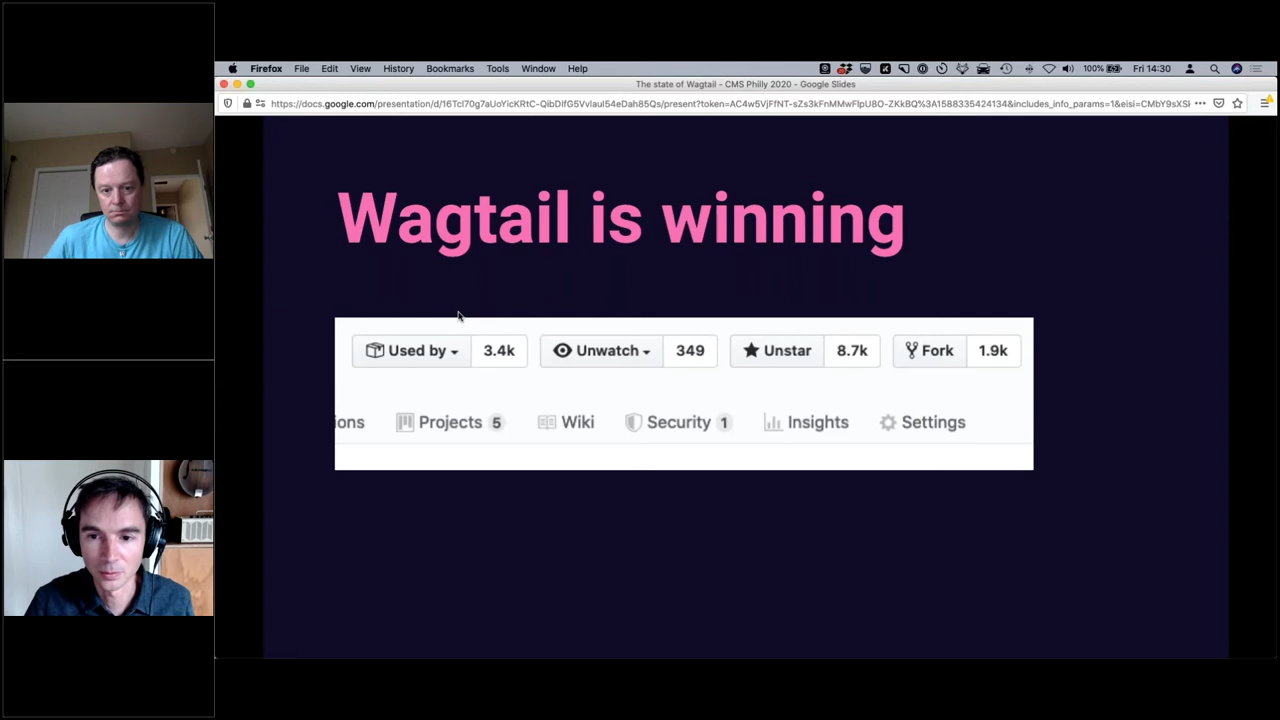 Firefox File Edit View History Bookmarks Tools Window Help 100% Fri 14:30
The state of Wagtail - CMS Philly 2020 - Google Slides
Wagtail is winning
Used by 3.4k Unwatch 349 Unstar 8.7k Fork 1.9k
ions Projects 5 Wiki Security 1 Insights Settings